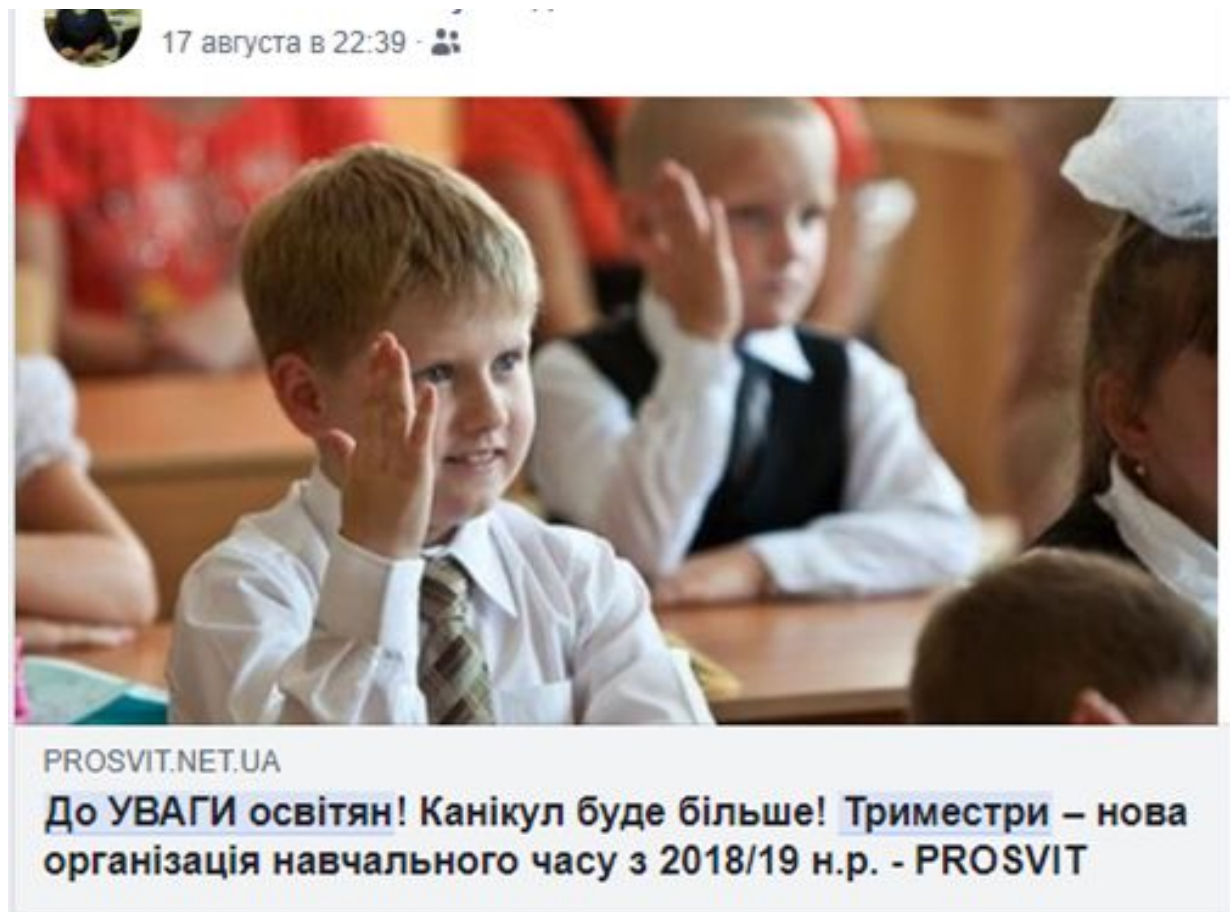 17 августа в 22:39 ·
PROSVIT.NET.UA
До УВАГИ освітян! Канікул буде більше! Триместри – нова
організація навчального часу з 2018/19 н.р. - PROSVIT